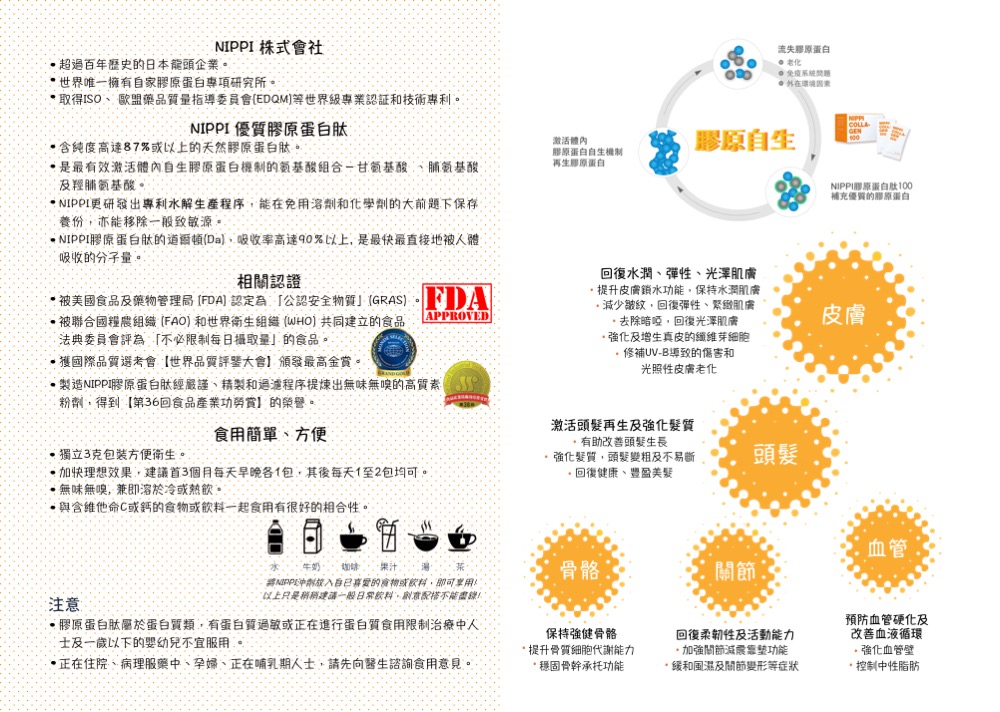 NIPPI 株式會社
• 超過百年歷史的日本龍頭企業。
• 世界唯一擁有自家膠原蛋白專項研究所。
• 取得ISO、 歐盟藥品質量指導委員會(EDQM)等世界級專業認証和技術專利。
NIPPI 優質膠原蛋白肽
• 含純度高達87%或以上的天然膠原蛋白肽。
• 是最有效激活體內自生膠原蛋白機制的氨基酸組合－甘氨基酸 、脯氨基酸
及羥脯氨基酸。
• NIPPI更研發出專利水解生產程序，能在免用溶劑和化學劑的大前題下保存
養份，亦能移除一般致敏源。
• NIPPI膠原蛋白肽的道爾頓(Da)，吸收率高達90%以上, 是最快最直接地被人體
吸收的分子量。
相關認證
• 被美國食品及藥物管理局 (FDA) 認定為 「公認安全物質」(GRAS) 。
FDA
APPROVED
• 被聯合國糧農組織 (FAO) 和世界衛生組織 (WHO) 共同建立的食品
法典委員會評為 「不必限制每日攝取量」的食品。
MONDE SELECTION
GRAND GOLD
• 獲國際品質選考會【世界品質評鑒大會】頒發最高金賞。
• 製造NIPPI膠原蛋白肽經嚴謹、精製和過濾程序提煉出無味無嗅的高質素
粉劑，得到【第36回食品產業功勞賞】的榮譽。
第36回
食用簡單、方便
• 獨立3克包裝方便衛生。
• 加快理想效果，建議首3個月每天早晚各1包，其後每天1至2包均可。
• 無味無嗅, 兼即溶於冷或熱飲。
• 與含維他命C或鈣的食物或飲料一起食用有很好的相合性。
水 牛奶 咖啡 果汁 湯 茶
將NIPPI沖劑放入自己喜愛的食物或飲料，即可享用!
以上只是稍稍建議一般日常飲料，創意配搭不能盡錄!
注意
• 膠原蛋白肽屬於蛋白質類，有蛋白質過敏或正在進行蛋白質食用限制治療中人
士及一歲以下的嬰幼兒不宜服用 。
• 正在住院、病理服藥中、孕婦、正在哺乳期人士，請先向醫生諮詢食用意見。
流失膠原蛋白
老化
免疫系統問題
外在環境因素
激活體內
膠原蛋白自生機制
再生膠原蛋白
膠原自生
NIPPI
COLLA-
GEN
100
NIPPI膠原蛋白肽100
補充優質的膠原蛋白
回復水潤、彈性、光澤肌膚
• 提升皮膚鎖水功能，保持水潤肌膚
• 減少皺紋，回復彈性、緊緻肌膚
• 去除暗啞，回復光澤肌膚
• 強化及增生真皮的纖維芽細胞
• 修補UV-B導致的傷害和
光照性皮膚老化
皮膚
激活頭髮再生及強化髮質
• 有助改善頭髮生長
• 強化髮質，頭髮變粗及不易斷
• 回復健康、豐盈美髮
頭髮
骨骼
保持強健骨骼
• 提升骨質細胞代謝能力
• 穩固骨幹承托功能
關節
回復柔韌性及活動能力
• 加強關節減震靠墊功能
• 緩和風濕及關節變形等症狀
血管
預防血管硬化及
改善血液循環
• 強化血管壁
• 控制中性脂肪